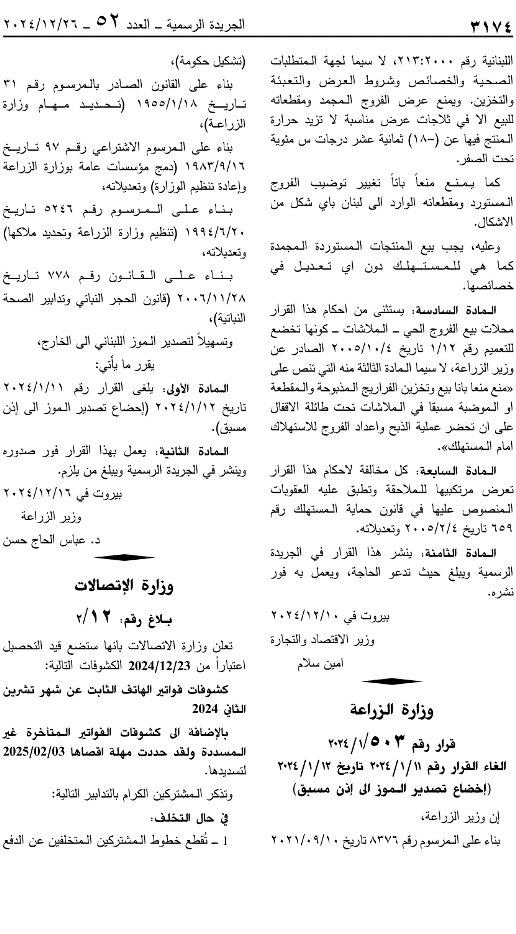 ٣١٧٤
الجريدة الرسمية ـ العدد ٥٢ ـ ٢٠٢٤/١٢/٢٦
اللبنانية رقم ٢١٣:٢٠٠٠، لا سيما لجهة المتطلبات
الصحية والخصائص وشروط العرض والتعبئة
والتخزين. ويمنع عرض الفروج المجمد ومقطعاته
للبيع الا في ثلاجات عرض مناسبة لا تزيد حرارة
المنتج فيها عن (-١٨) ثمانية عشر درجات س مئوية
تحت الصفر.
كما يمنع منعاً باتاً تغيير توضيب الفروج
المستورد ومقطعاته الوارد الى لبنان باي شكل من
الاشكال.
وعليه، يجب بيع المنتجات المستوردة المجمدة
كما هي للمستهلك دون اي تعديل في
خصائصها.
المادة السادسة: يستثنى من احكام هذا القرار
محلات بيع الفروج الحي ـ الملاشات ـ كونها تخضع
للتعميم رقم ١/١٢ تاريخ ٢٠٠٥/١٠/٤ الصادر عن
وزير الزراعة، لا سيما المادة الثالثة منه التي تنص على
«منع منعا باتا بيع وتخزين الفراريج المذبوحة والمقطعة
او الموضبة مسبقا في الملاشات تحت طائلة الاقفال
على ان تحضر عملية الذبح واعداد الفروج للاستهلاك
امام المستهلك».
المادة السابعة: كل مخالفة لاحكام هذا القرار
تعرض مرتكبيها للملاحقة وتطبق عليه العقوبات
المنصوص عليها في قانون حماية المستهلك رقم
٦٥٩ تاريخ ٢٠٠٥/٢/٤ وتعديلاته.
المادة الثامنة: ينشر هذا القرار في الجريدة
الرسمية ويبلغ حيث تدعو الحاجة، ويعمل به فور
نشره.
بيروت في ٢٠٢٤/١٢/١٠
وزير الاقتصاد والتجارة
امين سلام
وزارة الزراعة
قرار رقم ٢٠٢٤/١/٥٠٣
الغاء القرار رقم ٢٠٢٤/١/١١ تاريخ ٢٠٢٤/١/١٢
(إخضاع تصدير الموز الى إذن مسبق)
إن وزير الزراعة،
بناء على المرسوم رقم ٨٣٧٦ تاريخ ٢٠٢١/٠٩/١٠
(تشكيل حكومة)،
بناء على القانون الصادر بالمرسوم رقم ٣١
تاريخ ١٩٥٥/١/١٨ (تحديد مهام وزارة
الزراعة)،
بناء على المرسوم الاشتراعي رقم ٩٧ تاريخ
١٩٨٣/٩/١٦ (دمج مؤسسات عامة بوزارة الزراعة
وإعادة تنظيم الوزارة) وتعديلاته،
بناء على المرسوم رقم ٥٢٤٦ تاريخ
١٩٩٤/٦/٢٠ (تنظيم وزارة الزراعة وتحديد ملاكها)
وتعديلاته،
بناء على القانون رقم ٧٧٨ تاريخ
٢٠٠٦/١١/٢٨ (قانون الحجر النباتي وتدابير الصحة
النباتية)،
وتسهيلاً لتصدير الموز اللبناني الى الخارج،
يقرر ما يأتي:
المادة الأولى: يلغى القرار رقم ٢٠٢٤/١/١١
تاريخ ٢٠٢٤/١/١٢ (إخضاع تصدير الموز الى إذن
مسبق).
المادة الثانية: يعمل بهذا القرار فور صدوره
وينشر في الجريدة الرسمية ويبلغ من يلزم.
بيروت في ٢٠٢٤/١٢/١٦
وزير الزراعة
د. عباس الحاج حسن
وزارة الإتصالات
بلاغ رقم: ٢/١٢
تعلن وزارة الاتصالات بانها ستضع قيد التحصيل
اعتباراً من 2024/12/23 الكشوفات التالية:
كشوفات فواتير الهاتف الثابت عن شهر تشرين
الثاني 2024
بالإضافة الى كشوفات الفواتير المتأخرة غير
المسددة ولقد حددت مهلة اقصاها 2025/02/03
لتسديدها.
وتذكر المشتركين الكرام بالتدابير التالية:
في حال التخلف:
1 ـ تُقطع خطوط المشتركين المتخلفين عن الدفع